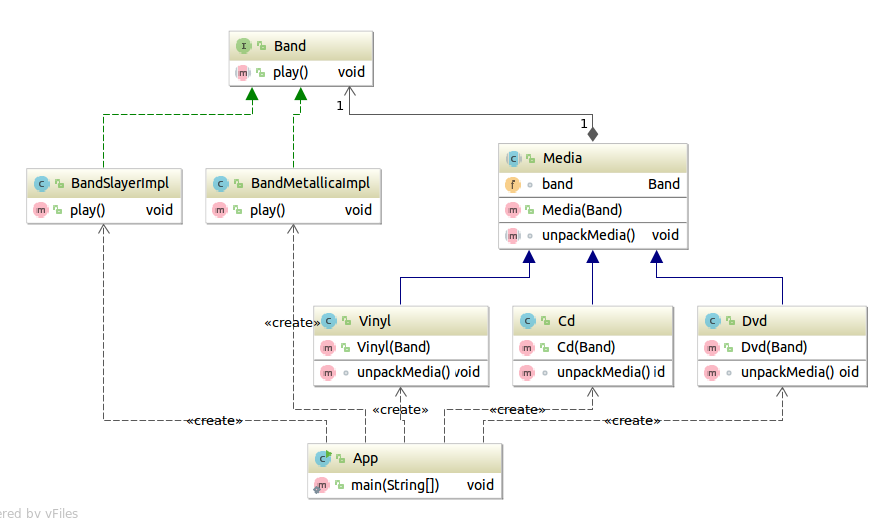 Band
play() void
1
1
Media
band Band
Media(Band)
unpackMedia() void
BandSlayerImpl
play() void
BandMetallicaImpl
play() void
«create»
Vinyl
Vinyl(Band)
unpackMedia() void
Cd
Cd(Band)
unpackMedia() id
Dvd
Dvd(Band)
unpackMedia() oid
«create»
«create»
«create»
«create»
App
main(String[]) void
ered by yFiles